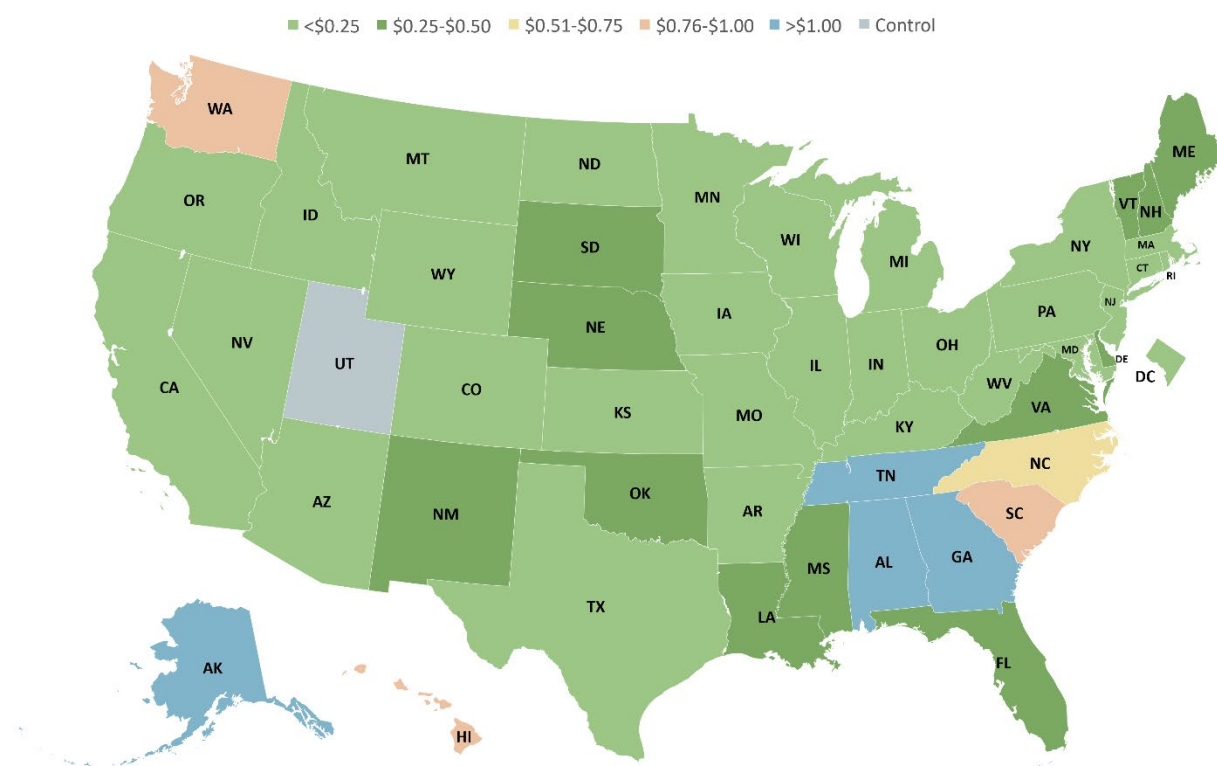 <$0.25 $0.25-$0.50 $0.51-$0.75 $0.76-$1.00 >$1.00 Control
WA
ME
MT
ND
VT
NH
OR
MN
ID
SD
WI
NY
MA
MI
CT
RI
WY
IA
NE
PA
NJ
NV
OH
MD
DE
UT
IL
IN
DC
CA
CO
WV
VA
KS
MO
KY
NC
TN
OK
AZ
NM
AR
SC
MS
AL
GA
TX
LA
FL
AK
HI